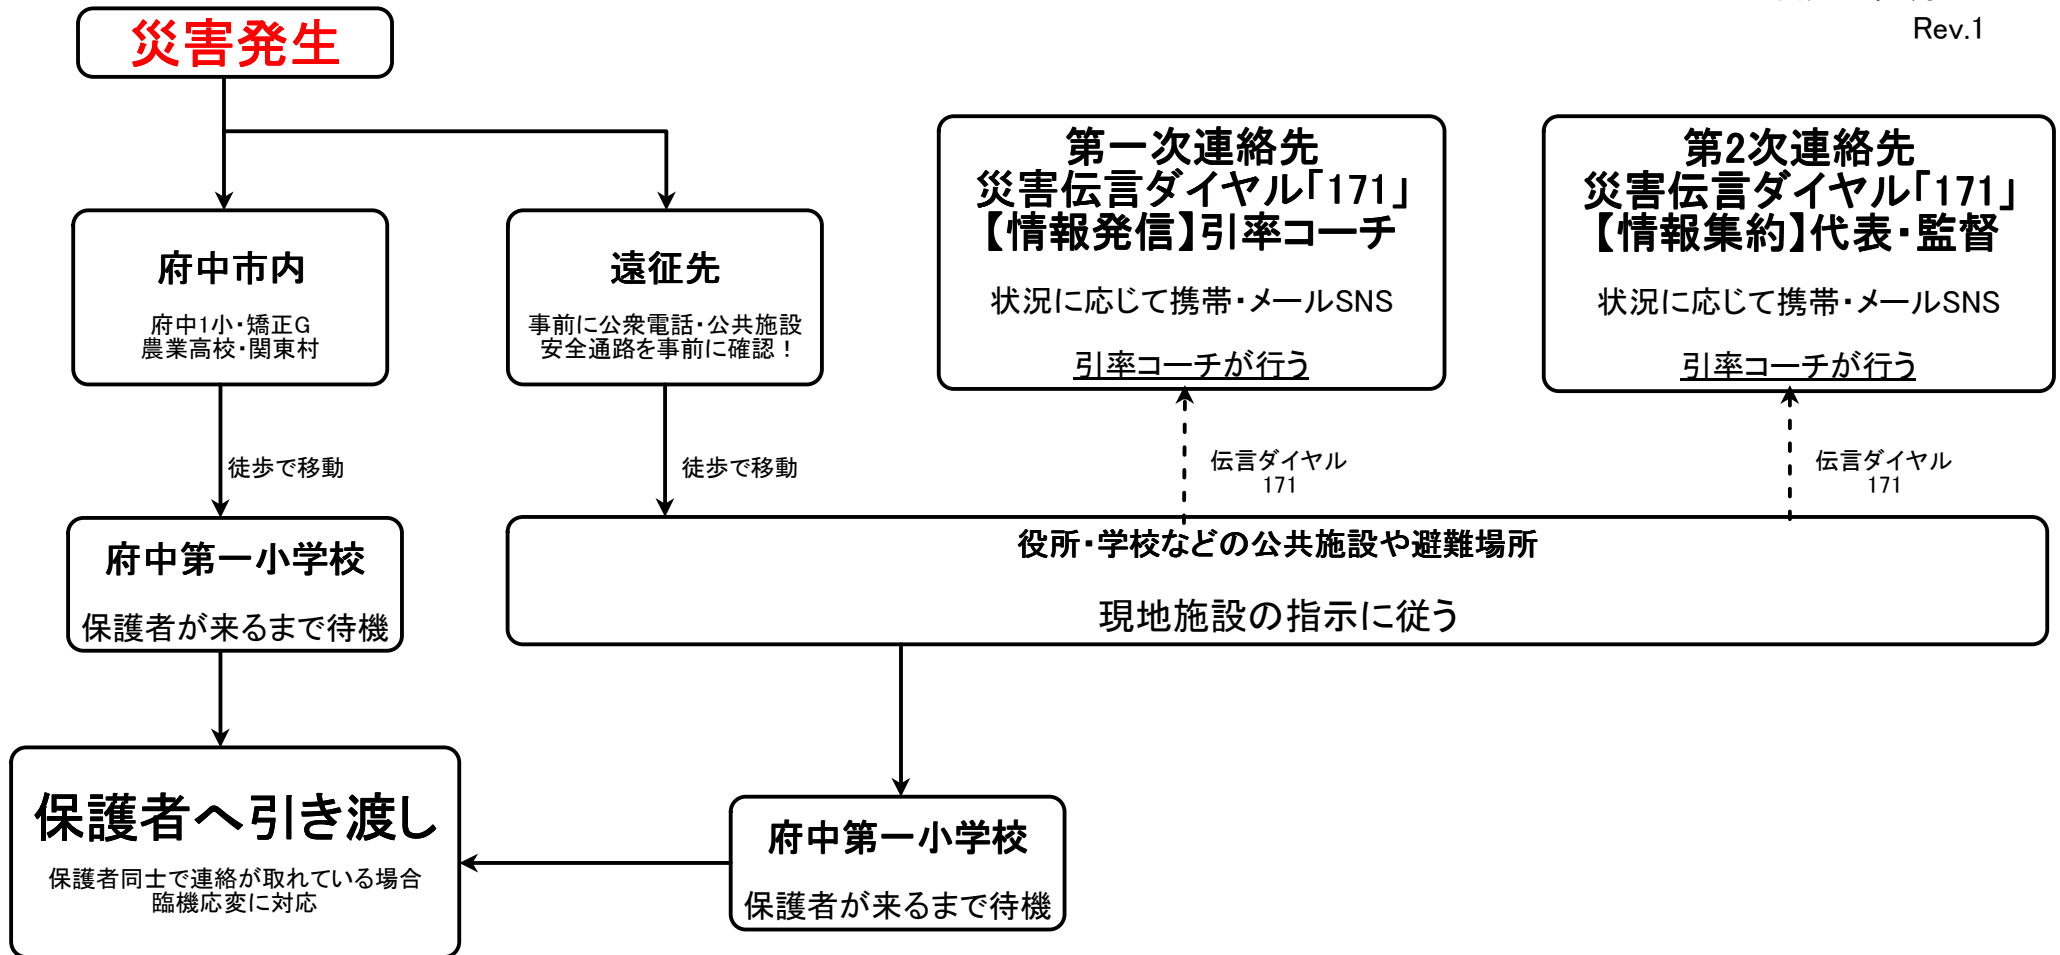 Rev.1
災害発生
第一次連絡先
災害伝言ダイヤル「171」
【情報発信】引率コーチ
状況に応じて携帯・メールSNS
引率コーチが行う
第2次連絡先
災害伝言ダイヤル「171」
【情報集約】代表・監督
状況に応じて携帯・メールSNS
引率コーチが行う
府中市内
府中1小・矯正G
農業高校・関東村
遠征先
事前に公衆電話・公共施設
安全通路を事前に確認！
徒歩で移動
徒歩で移動
伝言ダイヤル
171
伝言ダイヤル
171
府中第一小学校
保護者が来るまで待機
役所・学校などの公共施設や避難場所
現地施設の指示に従う
保護者へ引き渡し
保護者同士で連絡が取れている場合
臨機応変に対応
府中第一小学校
保護者が来るまで待機